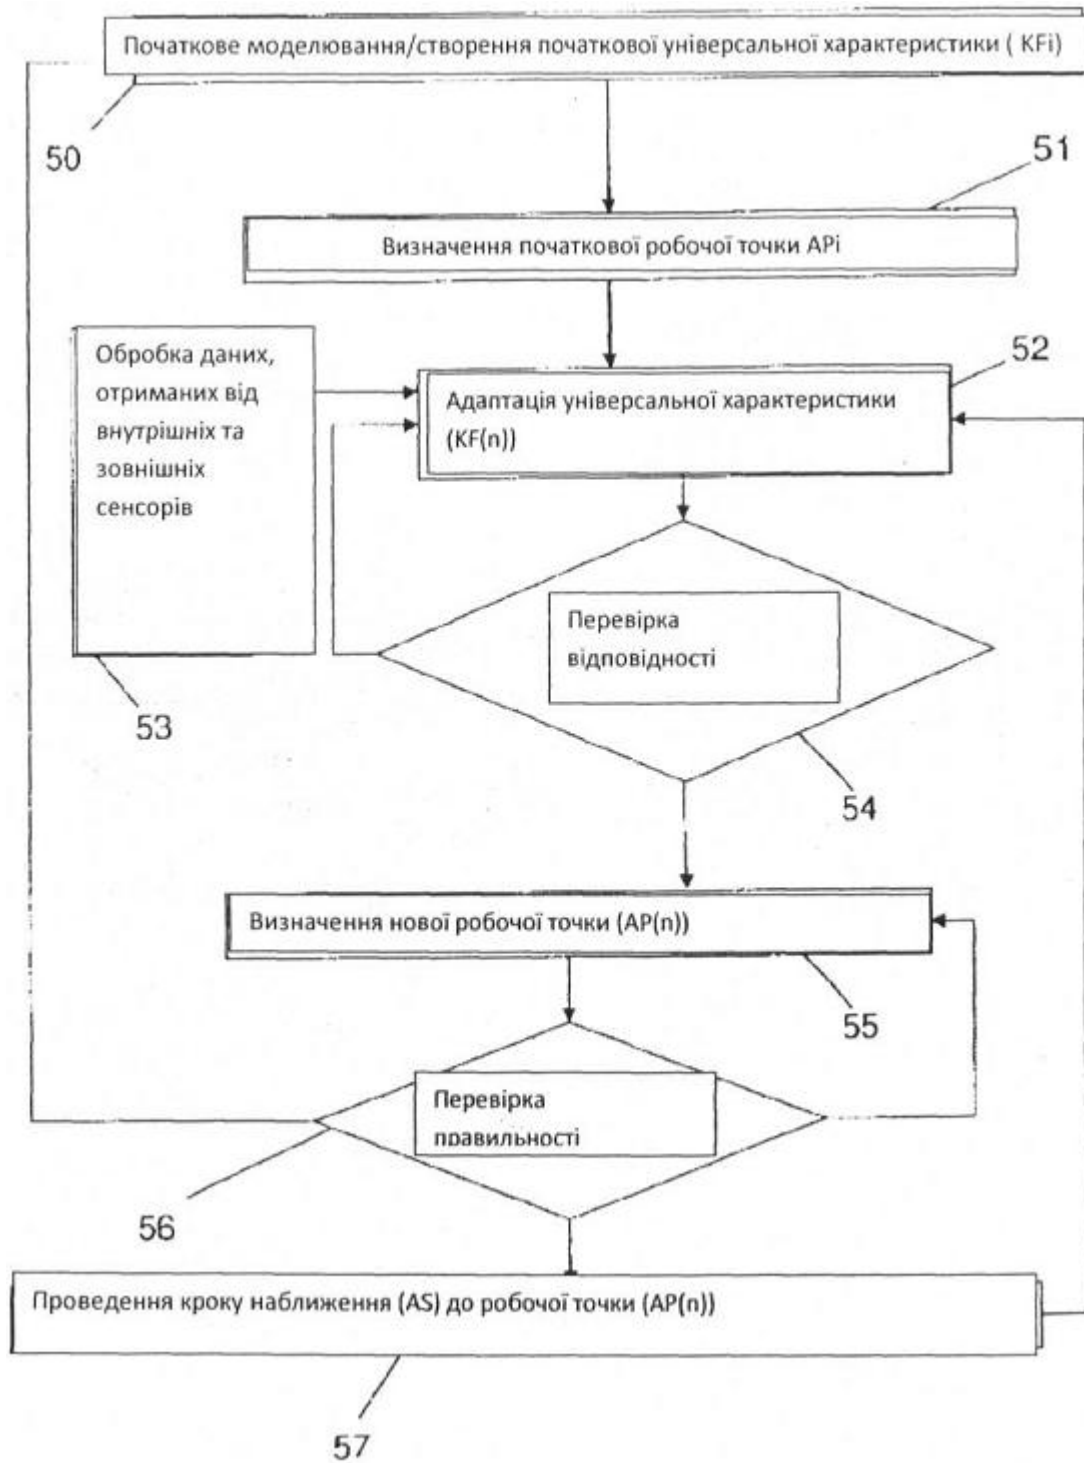 Початкове моделювання/створення початкової універсальної характеристики ( KFi)
50
51
Визначення початкової робочої точки APi
Обробка даних,
отриманих від
внутрішніх та
зовнішніх
сенсорів
52
Адаптація універсальної характеристики
(KF(n))
Перевірка
відповідності
53
54
Визначення нової робочої точки (AP(n))
55
Перевірка
правильності
56
Проведення кроку наближення (AS) до робочої точки (AP(n))
57